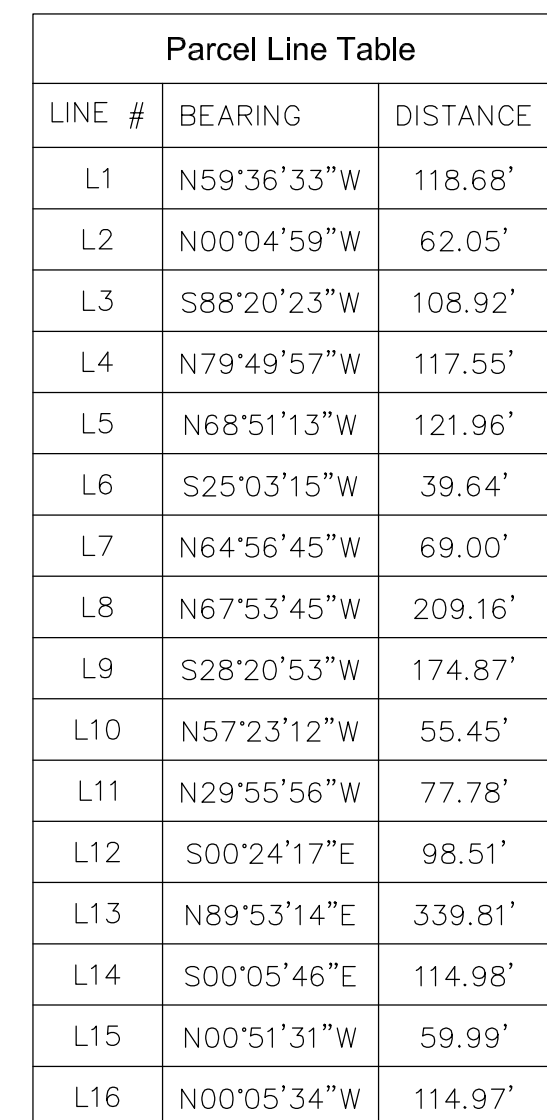 Parcel Line Table
LINE # BEARING DISTANCE
L1 N59°36'33"W 118.68'
L2 N00°04'59"W 62.05'
L3 S88°20'23"W 108.92'
L4 N79°49'57"W 117.55'
L5 N68°51'13"W 121.96'
L6 S25°03'15"W 39.64'
L7 N64°56'45"W 69.00'
L8 N67°53'45"W 209.16'
L9 S28°20'53"W 174.87'
L10 N57°23'12"W 55.45'
L11 N29°55'56"W 77.78'
L12 S00°24'17"E 98.51'
L13 N89°53'14"E 339.81'
L14 S00°05'46"E 114.98'
L15 N00°51'31"W 59.99'
L16 N00°05'34"W 114.97'